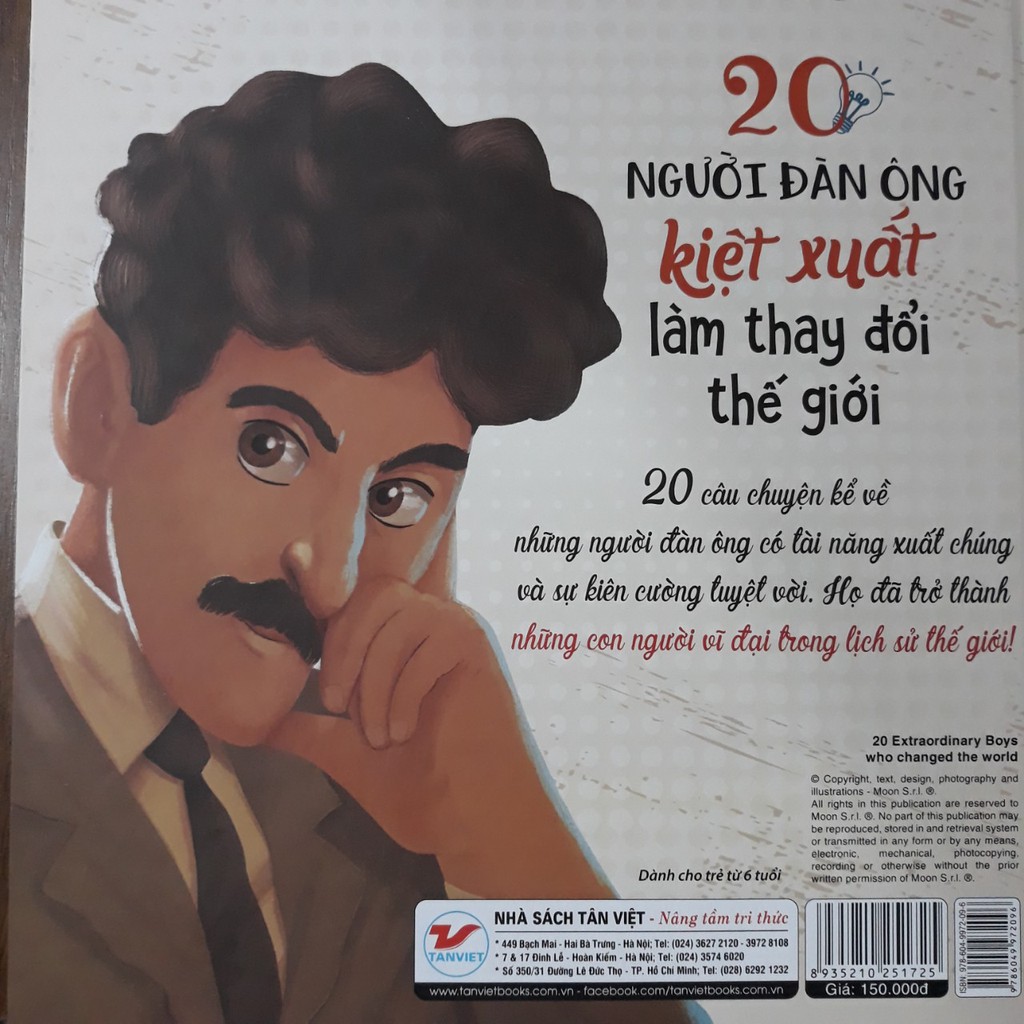 20
NGƯỜI ĐÀN ÔNG
kiệt xuất
làm thay đổi
thế giới
20 câu chuyện kể về
những người đàn ông có tài năng xuất chúng
và sự kiên cường tuyệt vời. Họ đã trở thành
những con người vĩ đại trong lịch sử thế giới!
20 Extraordinary Boys
who changed the world
© Copyright, text, design, photography and
illustrations - Moon S.r.l. ®.
All rights in this publication are reserved to
Moon S.r.l. ®. No part of this publication may
be reproduced, stored in and retrieval system
or transmitted in any form or by any means,
electronic, mechanical, photocopying,
recording or otherwise without the prior
written permission of Moon S.r.l. ®.
Dành cho trẻ từ 6 tuổi
TANVIET
NHÀ SÁCH TÂN VIỆT - Nâng tầm tri thức
* 449 Bạch Mai - Hai Bà Trưng - Hà Nội; Tel: (024) 3627 2120 - 3972 8108
* 7 & 17 Đinh Lễ - Hoàn Kiếm - Hà Nội; Tel: (024) 3574 6020
* Số 350/31 Đường Lê Đức Thọ - TP. Hồ Chí Minh; Tel: (028) 6292 1232
www.tanvietbooks.com.vn - facebook.com/tanvietbooks.com.vn
8 935210 251725
Giá: 150.000đ
ISBN: 978-604-9972-09-6
9786049972096